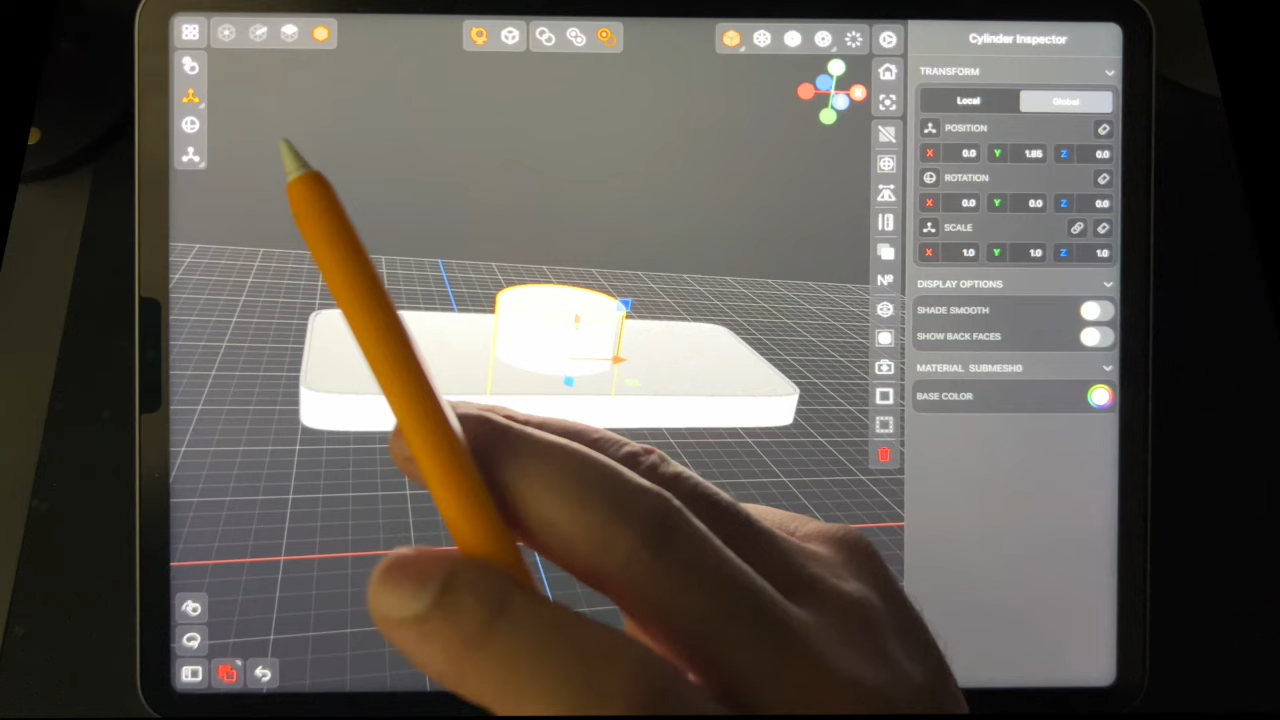 Cylinder Inspector
TRANSFORM
Local Global
POSITION
X 0.0 Y 1.85 Z 0.0
ROTATION
X 0.0 Y 0.0 Z 0.0
SCALE
X 1.0 Y 1.0 Z 1.0
DISPLAY OPTIONS
SHADE SMOOTH
SHOW BACK FACES
MATERIAL SUBMESH0
BASE COLOR
Nº